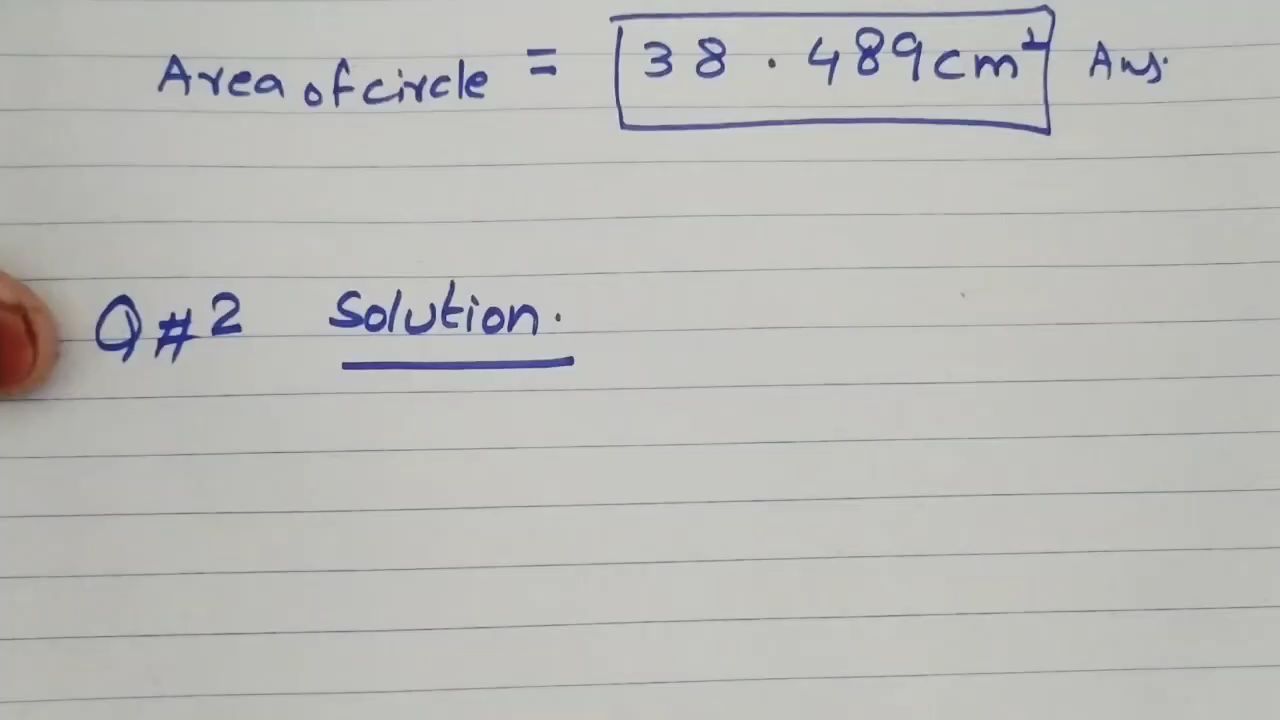 Area of circle = 38.489cm² Ans.
Q#2 Solution.